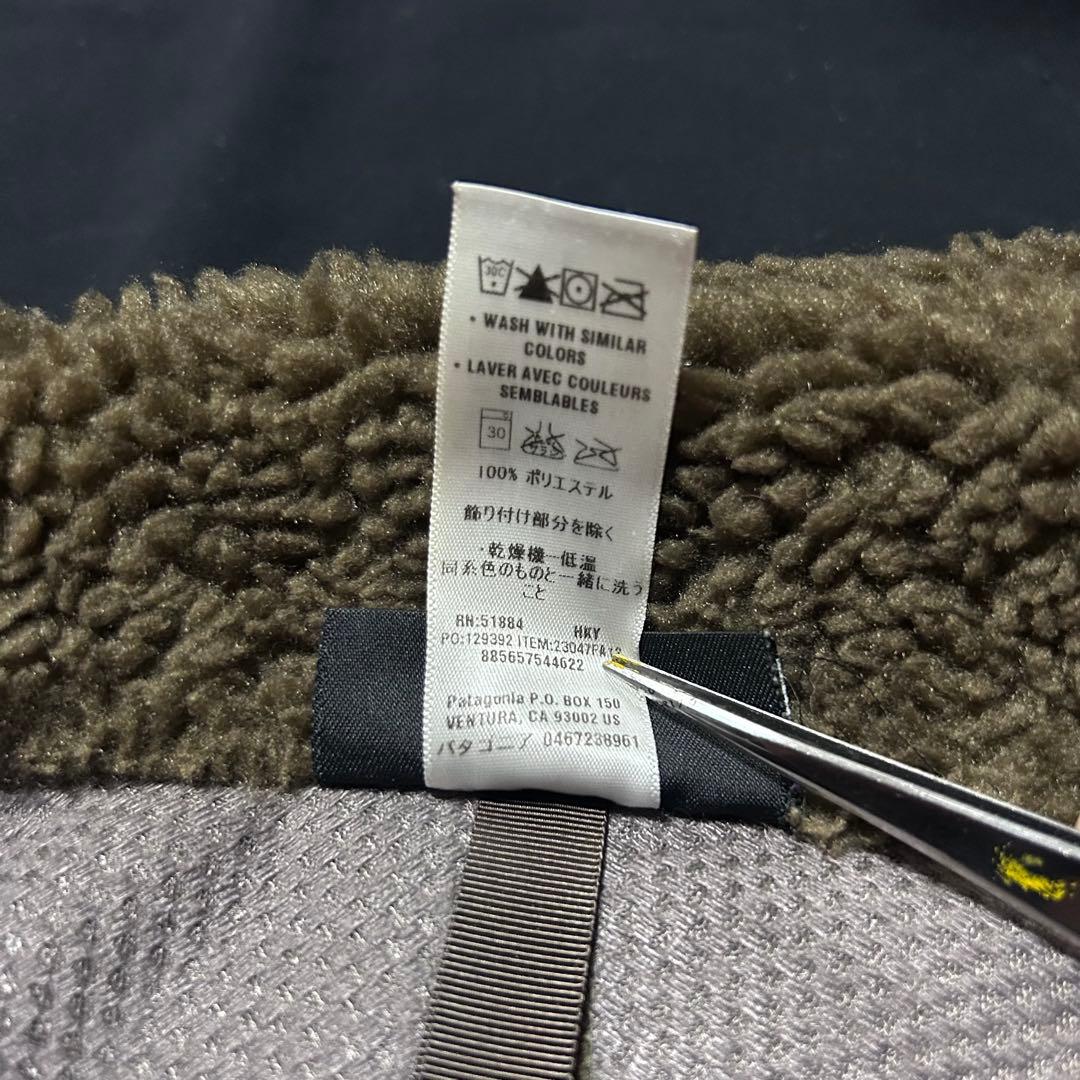 30C
• WASH WITH SIMILAR
COLORS
• LAVER AVEC COULEURS
SEMBLABLES
30
100% ポリエステル
飾り付け部分を除く
・乾燥機—低温
同系色のものと一緒に洗う
こと
RN:51884 HKY
PO:129392 ITEM:23047FA13
885657544622
Patagonia P.O. BOX 150
VENTURA, CA 93002 US
パタゴニア 0467238961